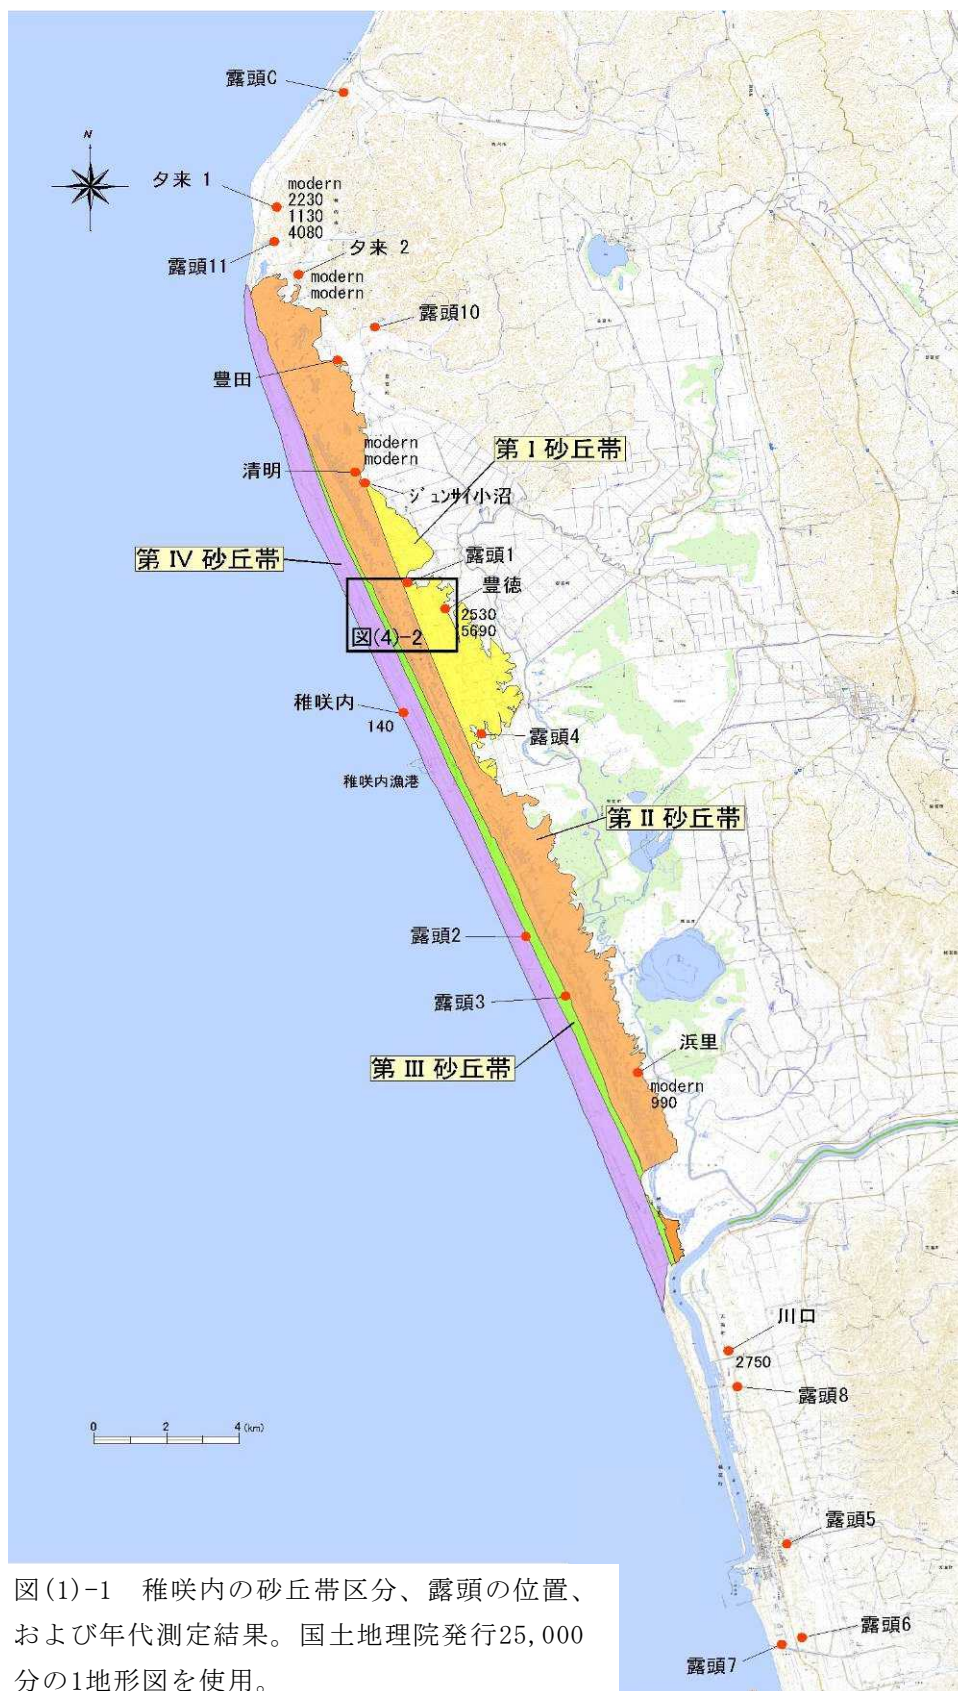 露頭C
N
夕来 1
modern
2230
1130
4080
露頭11
夕来 2
modern
modern
露頭10
豊田
modern
modern
第 I 砂丘帯
清明
ジュンサイ小沼
第 IV 砂丘帯
露頭1
豊徳
2530
5690
図(4)-2
稚咲内
140
露頭4
稚咲内漁港
第 II 砂丘帯
露頭2
露頭3
浜里
第 III 砂丘帯
modern
990
川口
2750
露頭8
0 2 4 (km)
露頭5
露頭6
露頭7
図(1)-1 稚咲内の砂丘帯区分、露頭の位置、
および年代測定結果。国土地理院発行25,000
分の1地形図を使用。